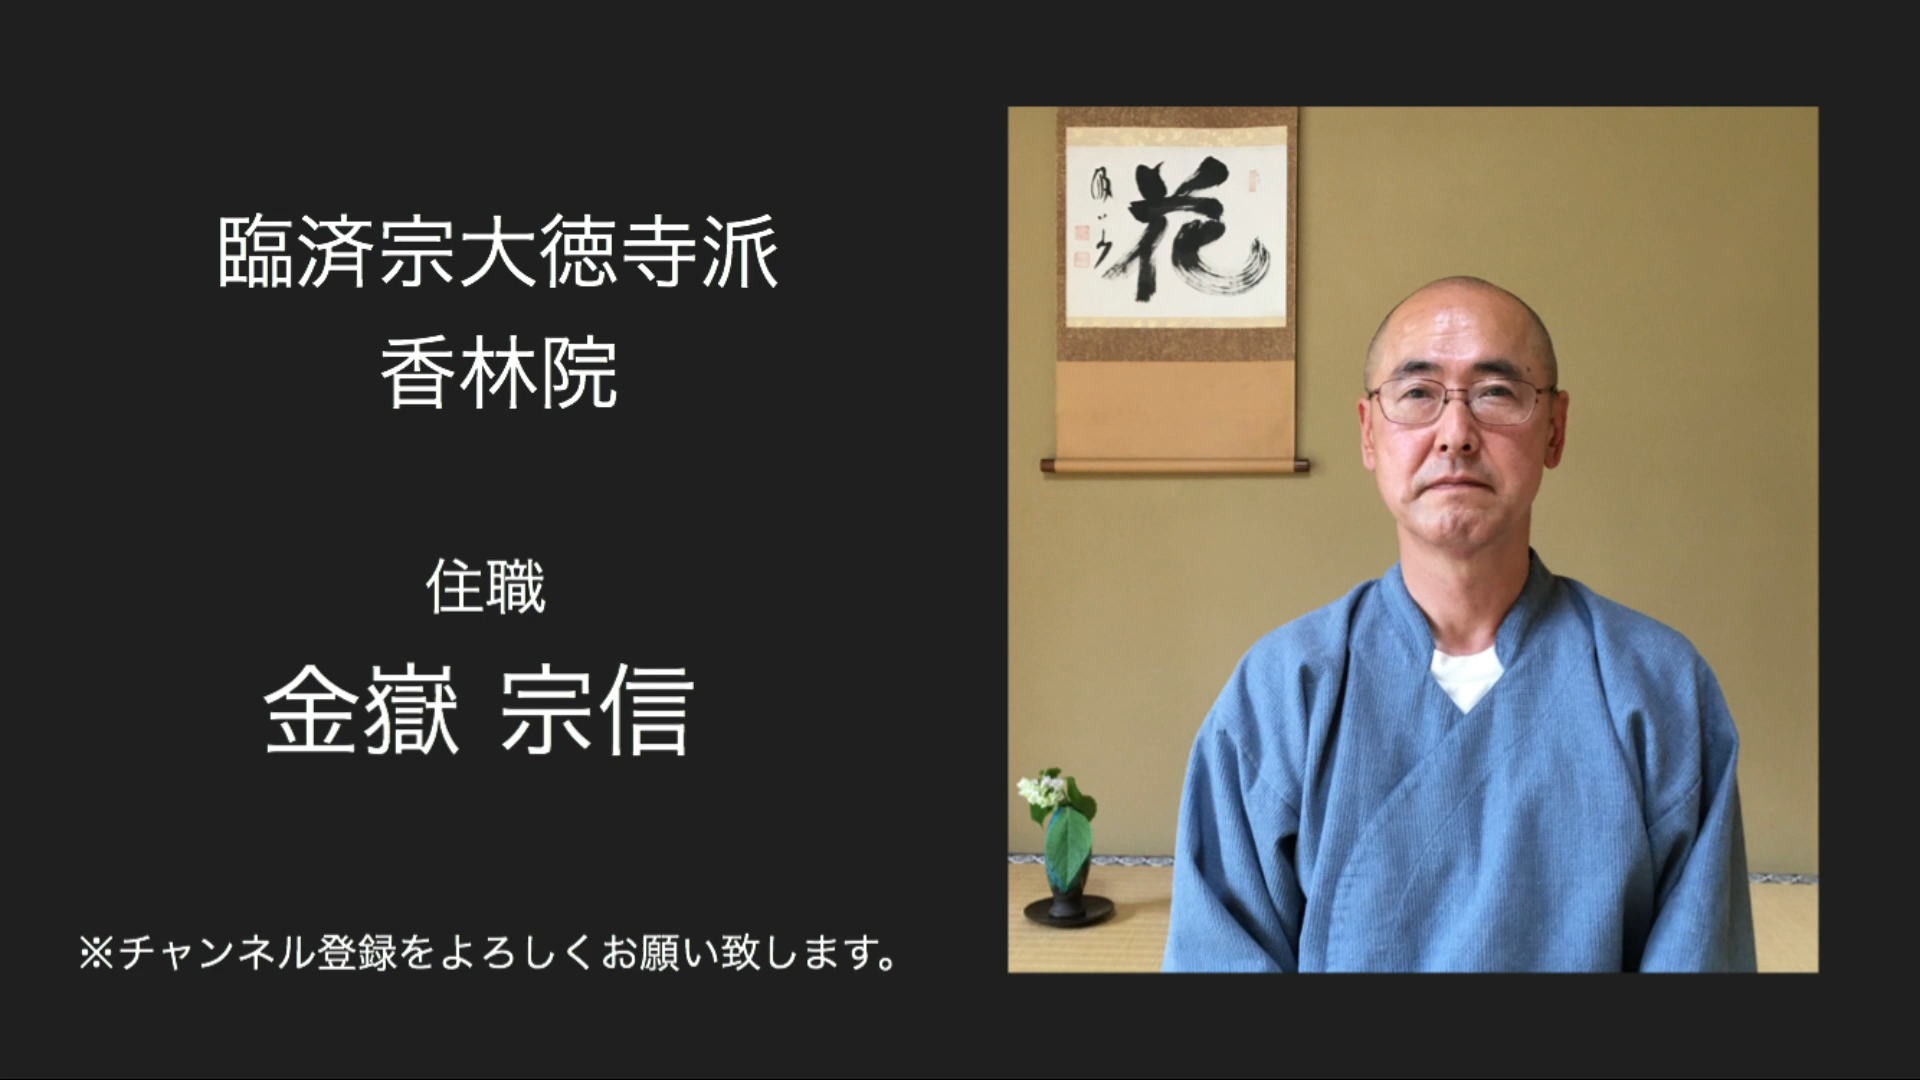 臨済宗大徳寺派
香林院
住職
金嶽 宗信
※チャンネル登録をよろしくお願い致します。
花